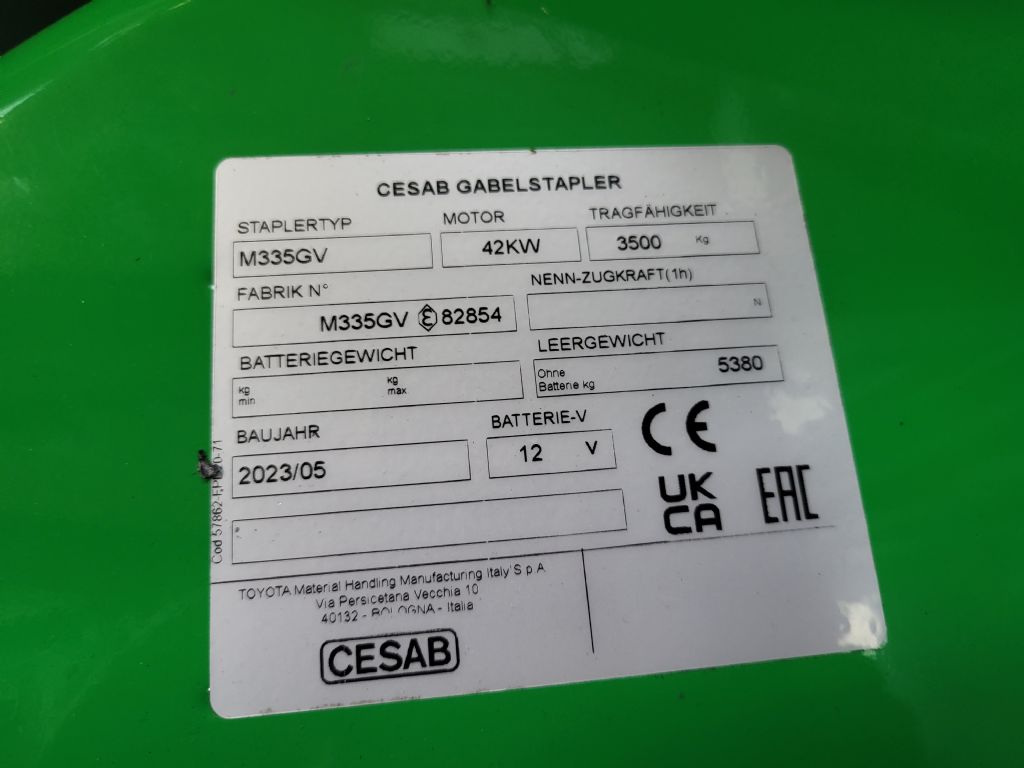 CESAB GABELSTAPLER
STAPLERTYP MOTOR TRAGFÄHIGKEIT
M335GV 42KW 3500 Kg
FABRIK N° NENN-ZUGKRAFT(1h)
M335GV Ɛ 82854 N
BATTERIEGEWICHT LEERGEWICHT
kg min kg max Ohne Batterie kg 5380
BAUJAHR BATTERIE-V
2023/05 12 V
CE
UK CA EAC
Cod 57862
TOYOTA Material Handling Manufacturing Italy S.p.A
Via Persicetana Vecchia 10
40132 - BOLOGNA - Italia
CESAB